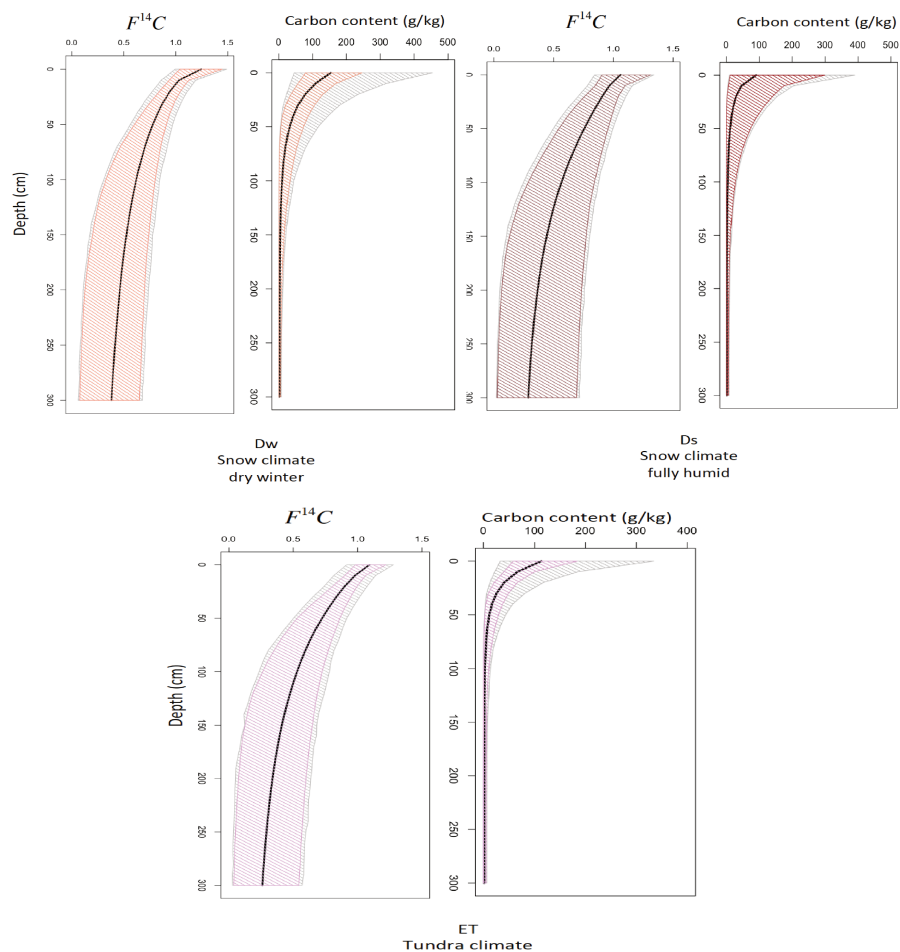 F¹⁴C
0.0 0.5 1.0 1.5
Carbon content (g/kg)
0 100 200 300 400 500
F¹⁴C
0.0 0.5 1.0 1.5
Carbon content (g/kg)
0 100 200 300 400 500
Depth (cm)
0 50 100 150 200 250 300
0 50 100 150 200 250 300
0 50 100 150 200 250 300
0 50 100 150 200 250 300
Dw
Snow climate
dry winter
Ds
Snow climate
fully humid
F¹⁴C
0.0 0.5 1.0 1.5
Carbon content (g/kg)
0 100 200 300 400
Depth (cm)
0 50 100 150 200 250 300
0 50 100 150 200 250 300
ET
Tundra climate